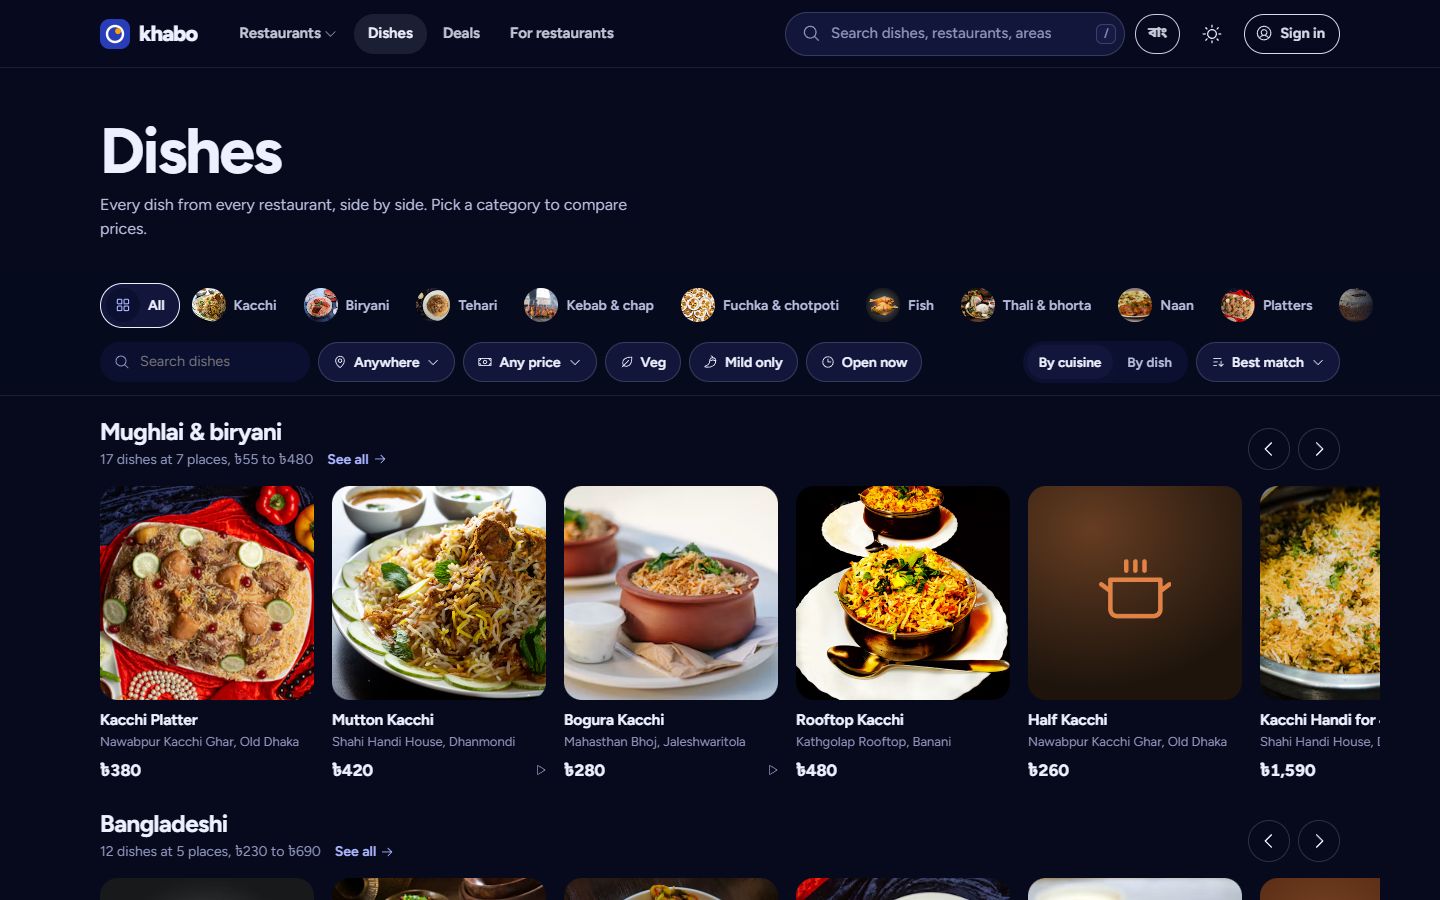 khabo
Restaurants
Dishes
Deals
For restaurants
Search dishes, restaurants, areas
/
বাং
Sign in
Dishes
Every dish from every restaurant, side by side. Pick a category to compare
prices.
All
Kacchi
Biryani
Tehari
Kebab & chap
Fuchka & chotpoti
Fish
Thali & bhorta
Naan
Platters
Search dishes
Anywhere
Any price
Veg
Mild only
Open now
By cuisine
By dish
Best match
Mughlai & biryani
17 dishes at 7 places, ৳55 to ৳480
See all →
Kacchi Platter
Nawabpur Kacchi Ghar, Old Dhaka
৳380
Mutton Kacchi
Shahi Handi House, Dhanmondi
৳420
Bogura Kacchi
Mahasthan Bhoj, Jaleshwaritola
৳280
Rooftop Kacchi
Kathgolap Rooftop, Banani
৳480
Half Kacchi
Nawabpur Kacchi Ghar, Old Dhaka
৳260
Kacchi Handi for
Shahi Handi House,
৳1,590
Bangladeshi
12 dishes at 5 places, ৳230 to ৳690
See all →